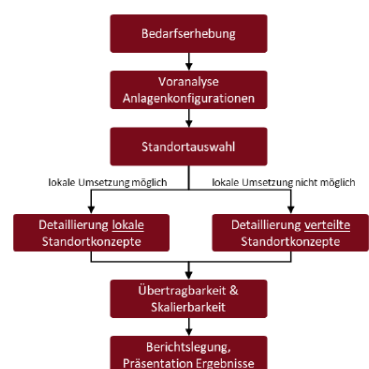 Bedarfserhebung
Voranalyse
Anlagenkonfigurationen
Standortauswahl
lokale Umsetzung möglich
lokale Umsetzung nicht möglich
Detaillierung lokale
Standortkonzepte
Detaillierung verteilte
Standortkonzepte
Übertragbarkeit &
Skalierbarkeit
Berichtslegung,
Präsentation Ergebnisse